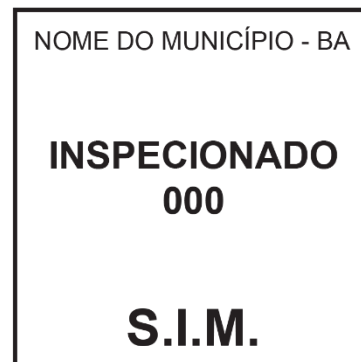 NOME DO MUNICÍPIO - BA
INSPECIONADO
000
S.I.M.